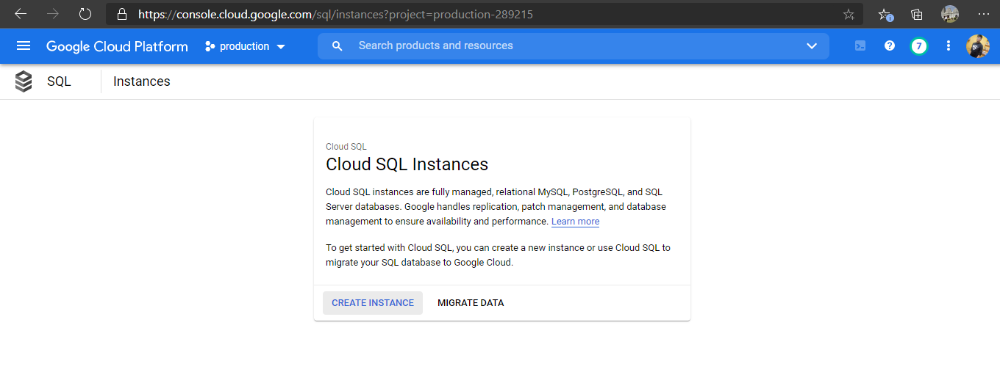 https://console.cloud.google.com/sql/instances?project=production-289215
Google Cloud Platform production Search products and resources 7
SQL Instances
Cloud SQL
Cloud SQL Instances
Cloud SQL instances are fully managed, relational MySQL, PostgreSQL, and SQL
Server databases. Google handles replication, patch management, and database
management to ensure availability and performance. Learn more
To get started with Cloud SQL, you can create a new instance or use Cloud SQL to
migrate your SQL database to Google Cloud.
CREATE INSTANCE MIGRATE DATA